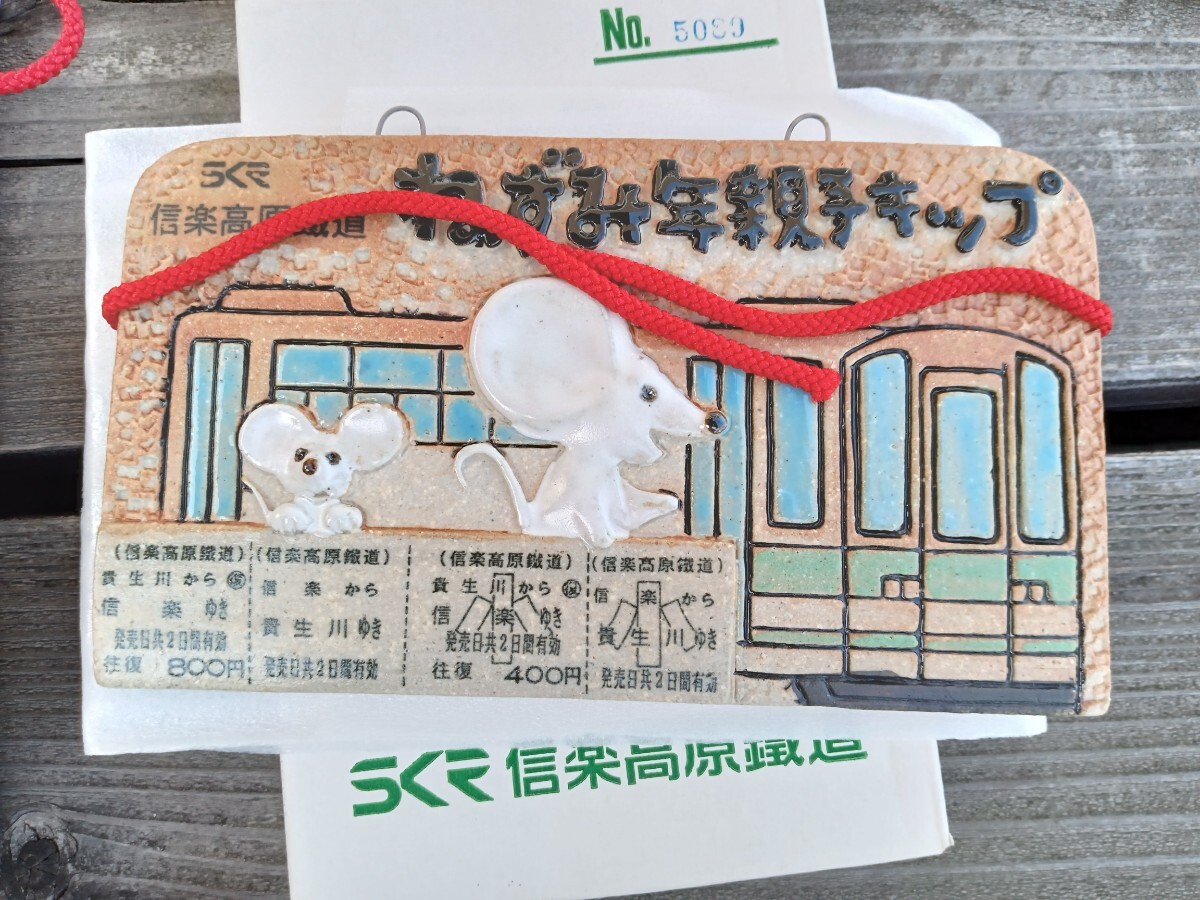 No. 5089
SKR
信楽高原鐵道
ねずみ年親子キップ
(信楽高原鐵道)
貴生川から㊝
信楽ゆき
発売日共2日間有効
往復 800円
(信楽高原鐵道)
信楽から
貴生川ゆき
発売日共2日間有効
(信楽高原鐵道)
貴生川から
信楽ゆき
発売日共2日間有効
往復 400円
(信楽高原鐵道)
信楽から
貴生川ゆき
発売日共2日間有効
SKR 信楽高原鐵道